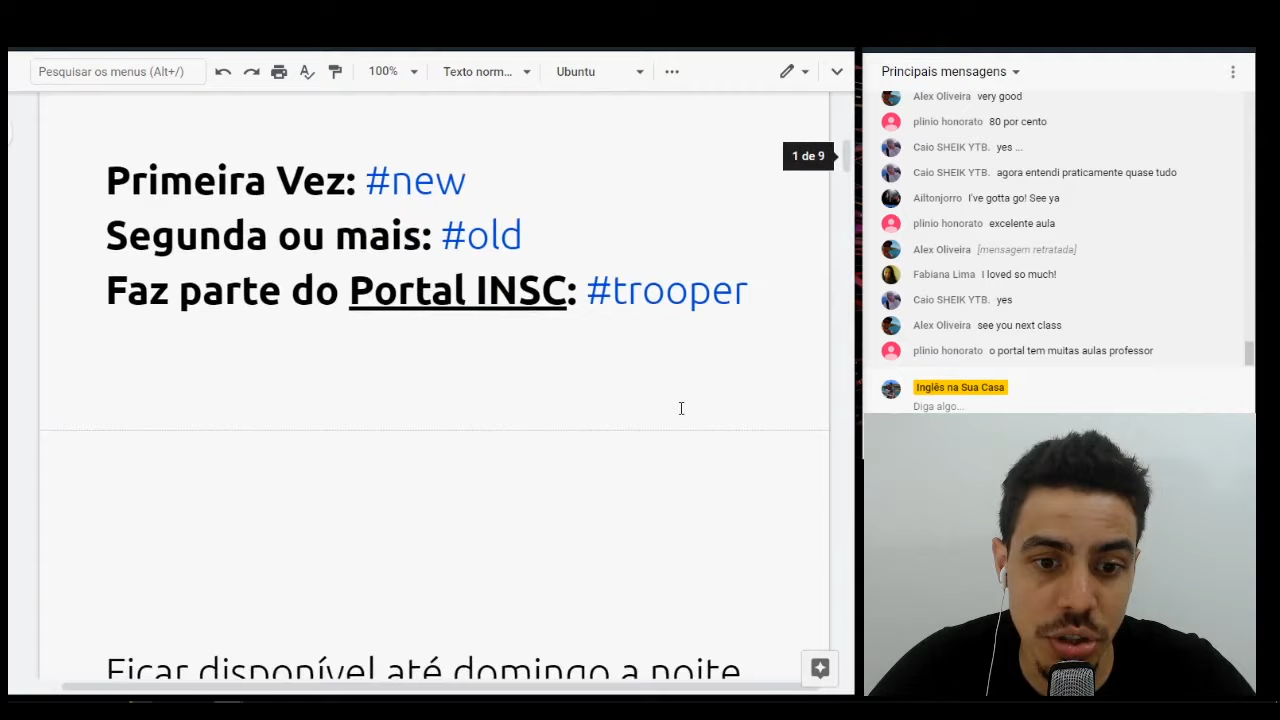 Pesquisar os menus (Alt+/)
100%
Texto norm...
Ubuntu
Primeira Vez: #new
Segunda ou mais: #old
Faz parte do Portal INSC: #trooper
1 de 9
Ficar disponível até domingo a noite
Principais mensagens
Alex Oliveira very good
plinio honorato 80 por cento
Caio SHEIK YTB. yes ...
Caio SHEIK YTB. agora entendi praticamente quase tudo
Ailtonjorro I've gotta go! See ya
plinio honorato excelente aula
Alex Oliveira [mensagem retratada]
Fabiana Lima I loved so much!
Caio SHEIK YTB. yes
Alex Oliveira see you next class
plinio honorato o portal tem muitas aulas professor
Inglês na Sua Casa
Diga algo...